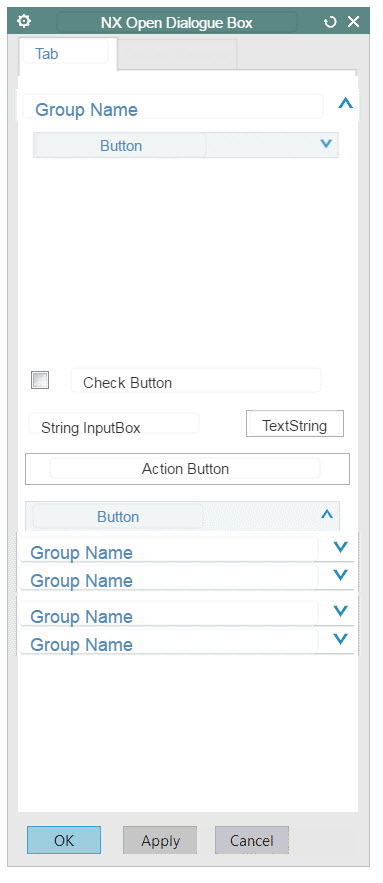 NX Open Dialogue Box
Tab
Group Name
Button
Check Button
String InputBox
TextString
Action Button
Button
Group Name
Group Name
Group Name
Group Name
OK
Apply
Cancel